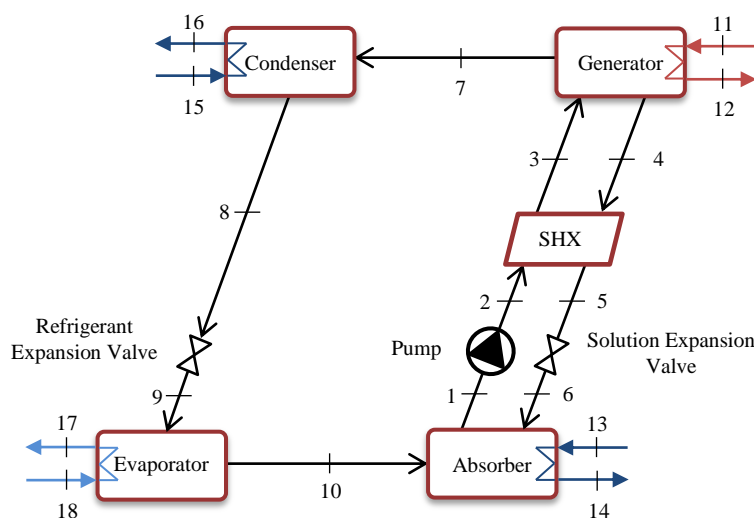 16
11
Condenser
Generator
15
7
12
3
4
8
SHX
2
5
Refrigerant
Expansion Valve
Pump
Solution Expansion
Valve
9
1
6
17
13
Evaporator
Absorber
18
10
14